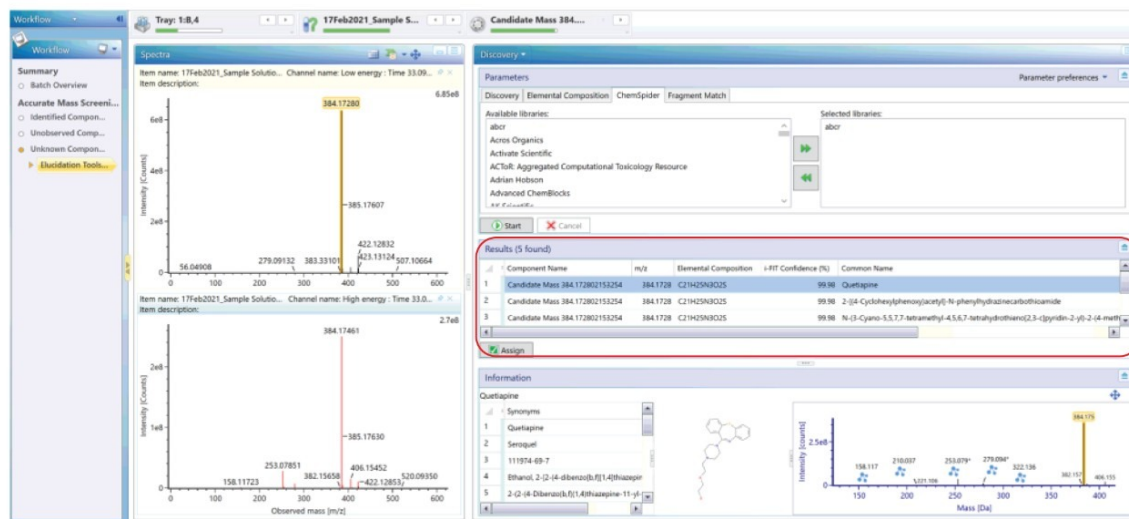 Workflow
Tray: 1:B,4
17Feb2021_Sample S...
Candidate Mass 384....
Workflow
Summary
Batch Overview
Accurate Mass Screeni...
Identified Compon...
Unobserved Comp...
Unknown Compon...
Elucidation Tools...
Spectra
Item name: 17Feb2021_Sample Solutio... Channel name: Low energy : Time 33.09...
Item description:
6.85e8
384.17280
6e8
4e8
2e8
0
385.17607
422.12832
423.13124
56.04908
279.09132
383.33101
507.10664
Intensity [Counts]
0 100 200 300 400 500 600
Item name: 17Feb2021_Sample Solutio... Channel name: High energy : Time 33.0...
Item description:
2.7e8
384.17461
2e8
1e8
0
385.17630
253.07851
406.15452
382.15658
520.09350
158.11723
422.12853
Intensity [Counts]
0 100 200 300 400 500 600
Observed mass [m/z]
Discovery
Parameters
Parameter preferences
Discovery Elemental Composition ChemSpider Fragment Match
Available libraries:
abcr
Acros Organics
Activate Scientific
ACToR: Aggregated Computational Toxicology Resource
Adrian Hobson
Advanced ChemBlocks
Selected libraries:
abcr
Start
Cancel
Results (5 found)
Component Name m/z Elemental Composition i-FIT Confidence (%) Common Name
1 Candidate Mass 384.172802153254 384.1728 C21H25N3O2S 99.98 Quetiapine
2 Candidate Mass 384.172802153254 384.1728 C21H25N3O2S 99.98 2-[(4-Cyclohexylphenoxy)acetyl]-N-phenylhydrazinecarbothioamide
3 Candidate Mass 384.172802153254 384.1728 C21H25N3O2S 99.98 N-(3-Cyano-5,5,7,7-tetramethyl-4,5,6,7-tetrahydrothieno[2,3-c]pyridin-2-yl)-2-(4-meth
Assign
Information
Quetiapine
Synonyms
1 Quetiapine
2 Seroquel
3 111974-69-7
4 Ethanol, 2-[2-(4-dibenzo[b,f][1,4]thiazepin
5 2-(2-(4-Dibenzo[b,f][1,4]thiazepine-11-yl-
384.175
2.5e8
0
158.117
210.037
221.106
253.079*
279.094*
322.136
382.157
406.155
Intensity [counts]
150 200 250 300 350 400
Mass [Da]